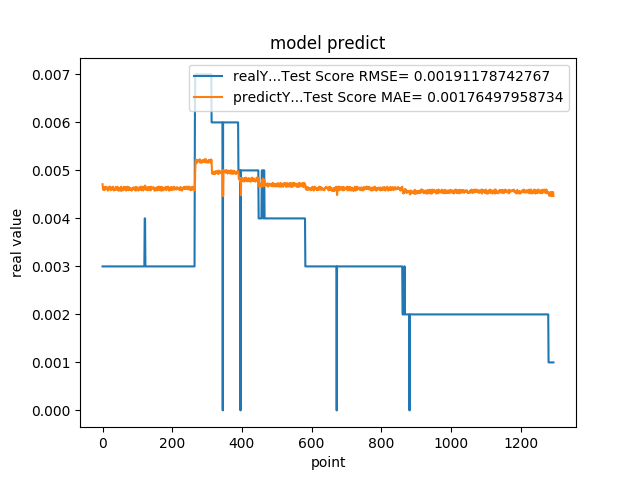 model predict
realY...Test Score RMSE= 0.00191178742767
predictY...Test Score MAE= 0.00176497958734
0.007
0.006
0.005
0.004
0.003
0.002
0.001
0.000
real value
0 200 400 600 800 1000 1200
point